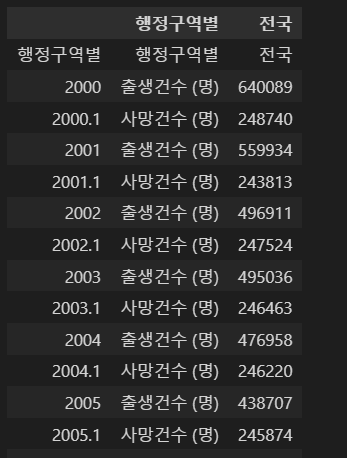 행정구역별 전국
행정구역별 행정구역별 전국
2000 출생건수 (명) 640089
2000.1 사망건수 (명) 248740
2001 출생건수 (명) 559934
2001.1 사망건수 (명) 243813
2002 출생건수 (명) 496911
2002.1 사망건수 (명) 247524
2003 출생건수 (명) 495036
2003.1 사망건수 (명) 246463
2004 출생건수 (명) 476958
2004.1 사망건수 (명) 246220
2005 출생건수 (명) 438707
2005.1 사망건수 (명) 245874